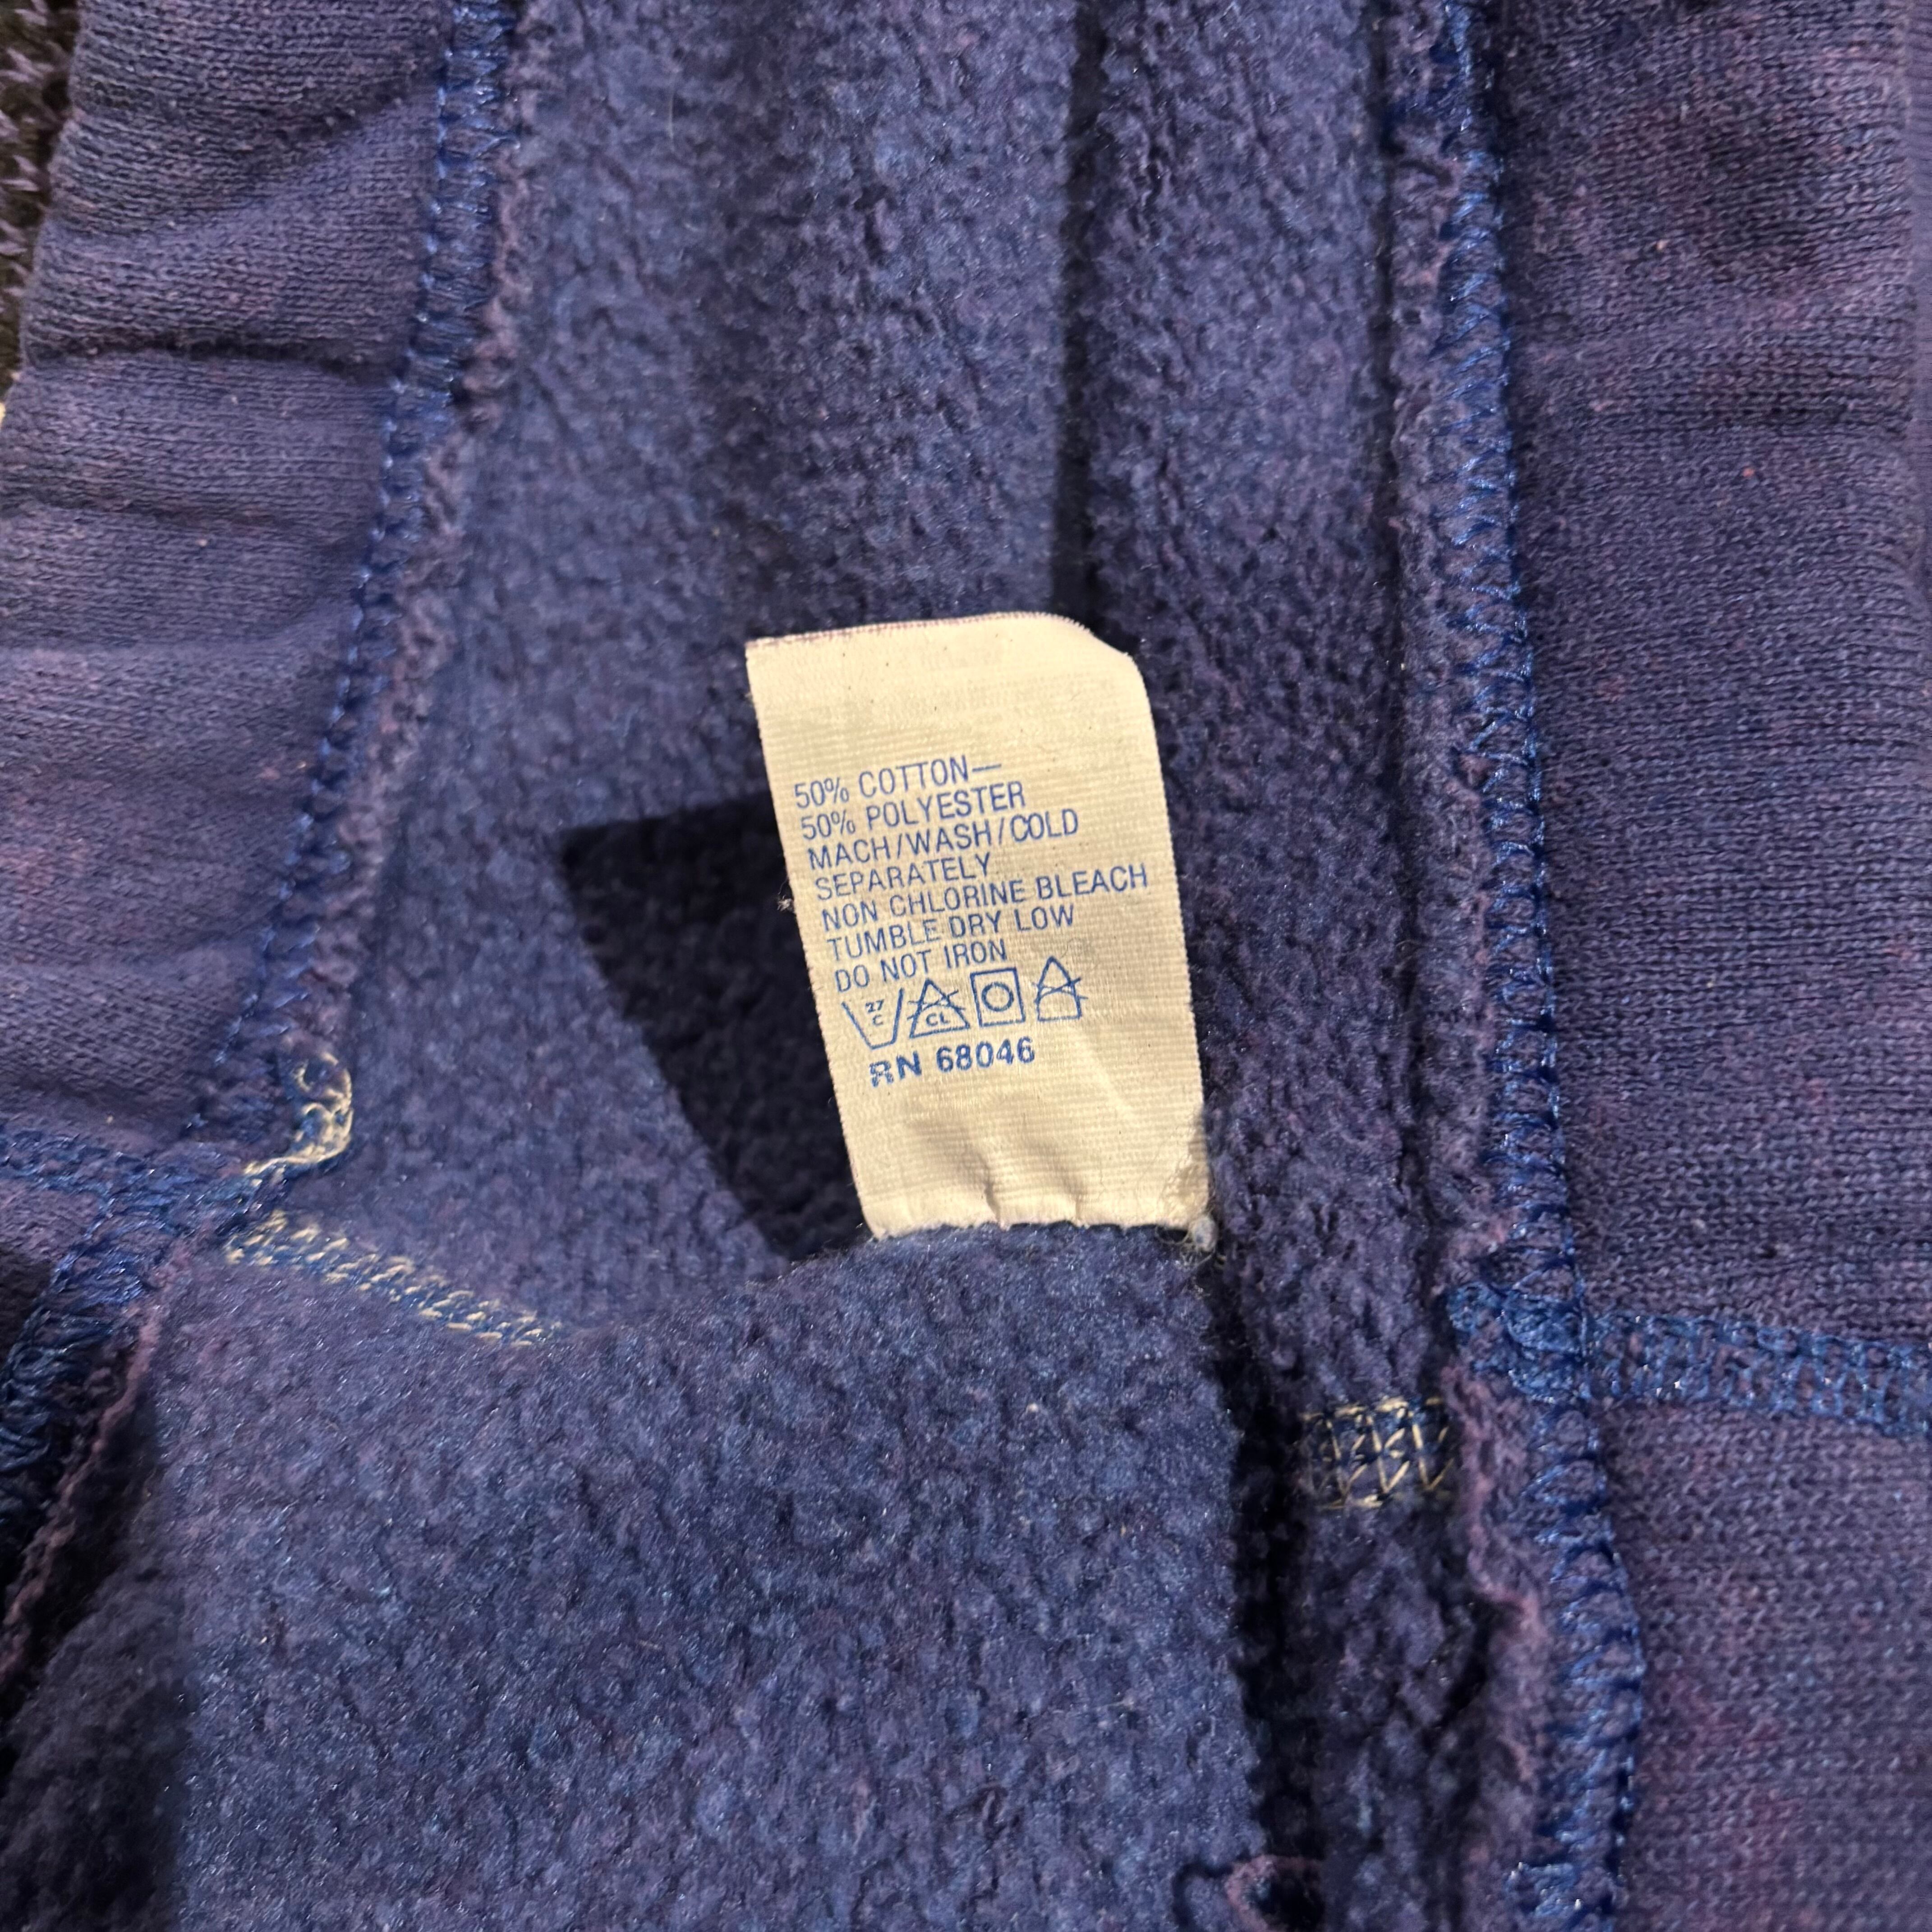 50% COTTON—
50% POLYESTER
MACH/WASH/COLD
SEPARATELY
NON CHLORINE BLEACH
TUMBLE DRY LOW
DO NOT IRON
27
C
CL
RN 68046